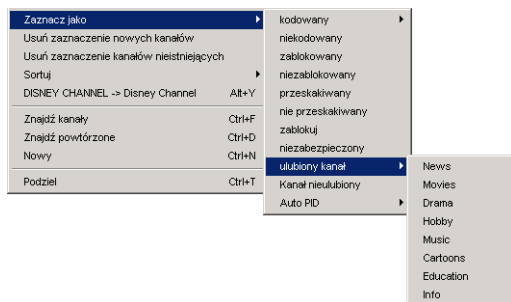 Zaznacz jako
Usuń zaznaczenie nowych kanałów
Usuń zaznaczenie kanałów nieistniejących
Sortuj
DISNEY CHANNEL -> Disney Channel Alt+Y
Znajdź kanały Ctrl+F
Znajdź powtórzone Ctrl+D
Nowy Ctrl+N
Podziel Ctrl+T
kodowany
niekodowany
zablokowany
niezablokowany
przeskakiwany
nie przeskakiwany
zablokuj
niezabezpieczony
ulubiony kanał
Kanał nieulubiony
Auto PID
News
Movies
Drama
Hobby
Music
Cartoons
Education
Info